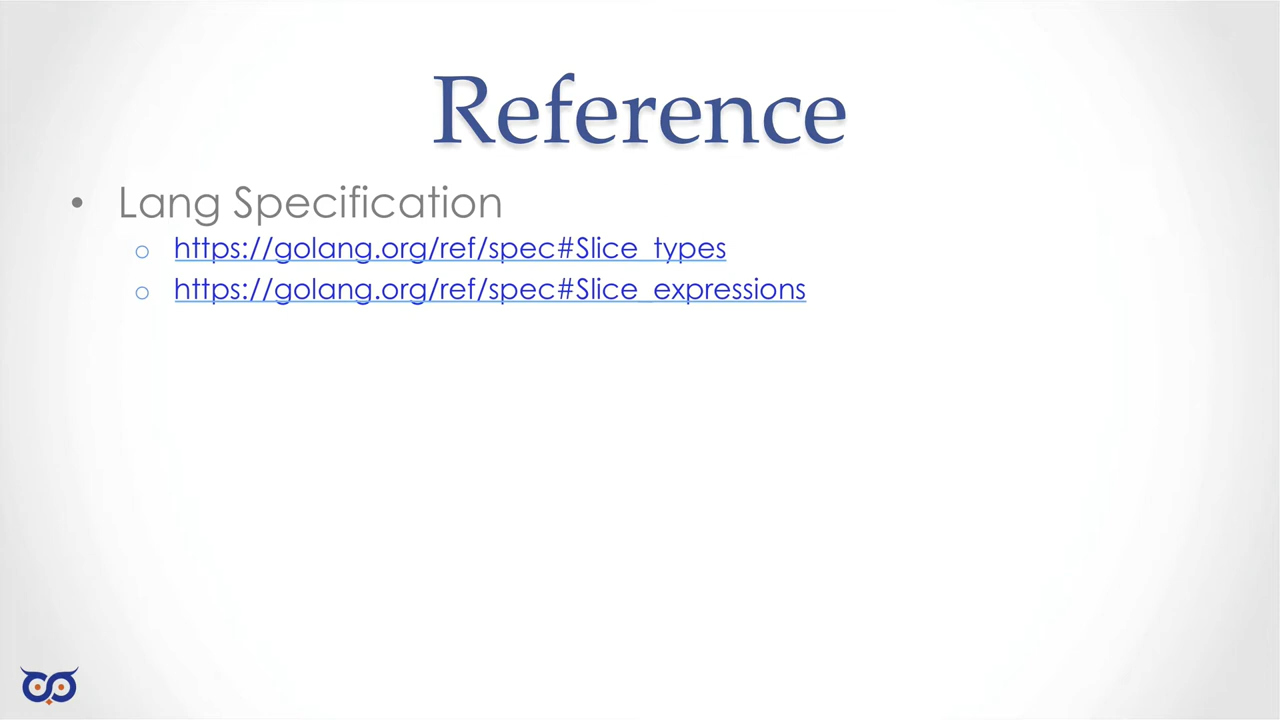 Reference
• Lang Specification
o https://golang.org/ref/spec#Slice_types
o https://golang.org/ref/spec#Slice_expressions